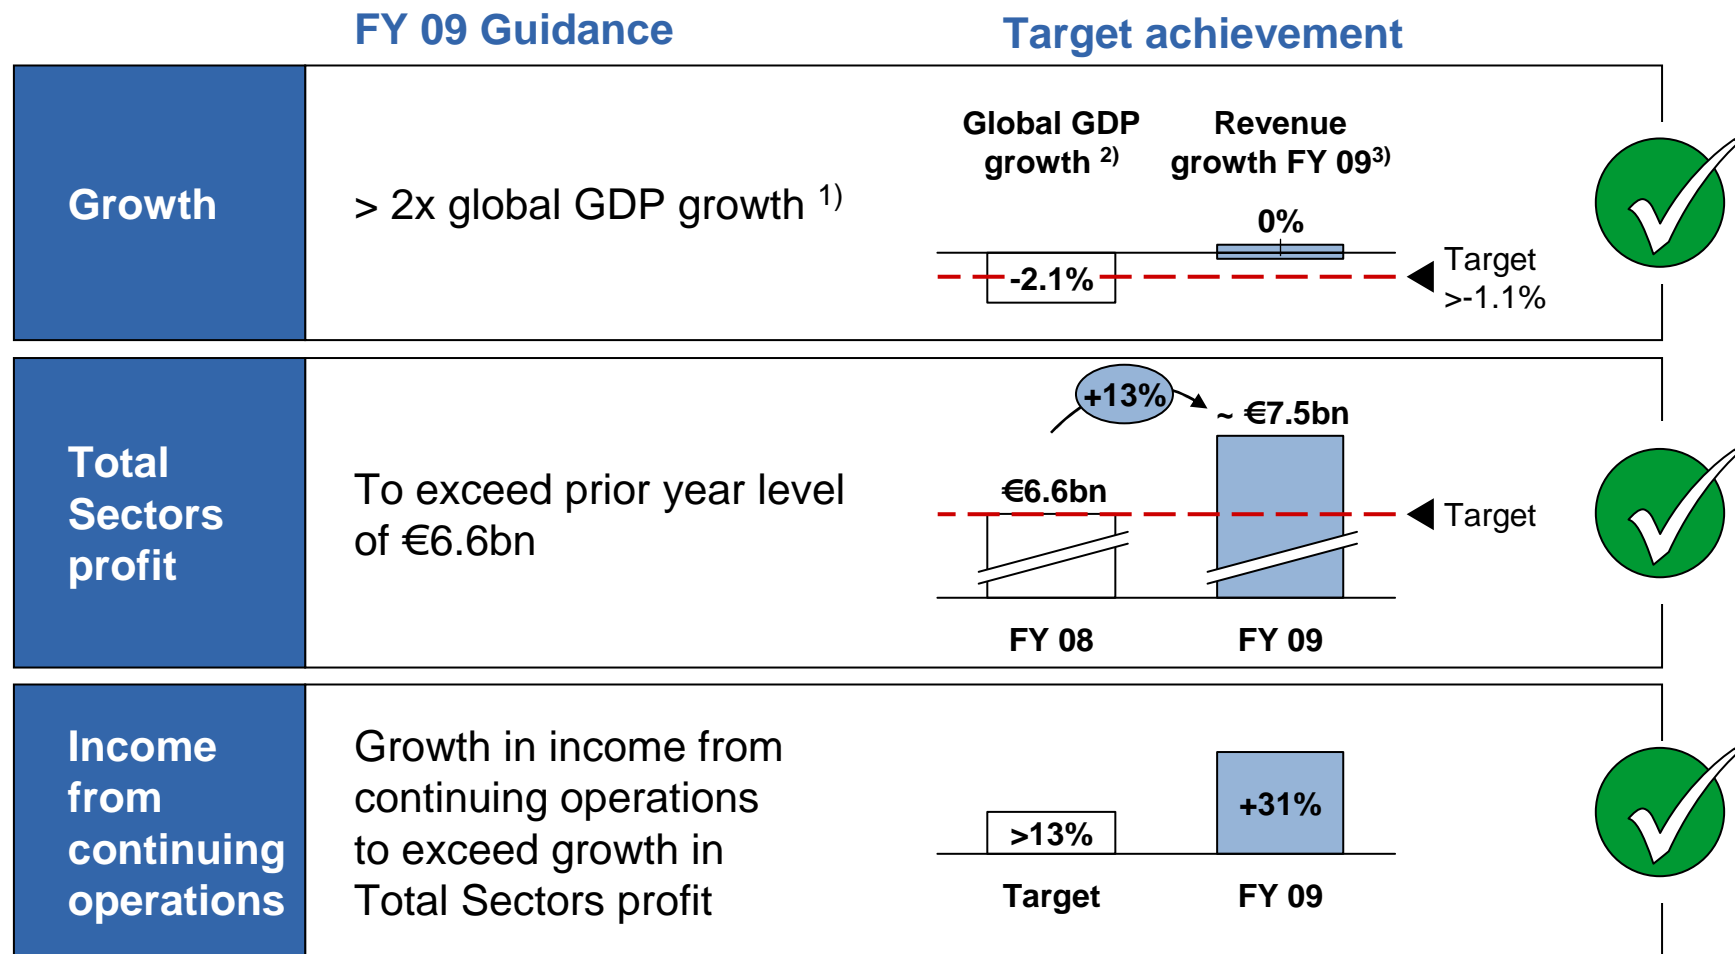 FY 09 Guidance
Target achievement
Growth
> 2x global GDP growth 1)
Global GDP
growth 2)
Revenue
growth FY 093)
0%
-2.1%
Target
>-1.1%
Total
Sectors
profit
To exceed prior year level
of €6.6bn
+13%
~ €7.5bn
€6.6bn
Target
FY 08
FY 09
Income
from
continuing
operations
Growth in income from
continuing operations
to exceed growth in
Total Sectors profit
>13%
+31%
Target
FY 09